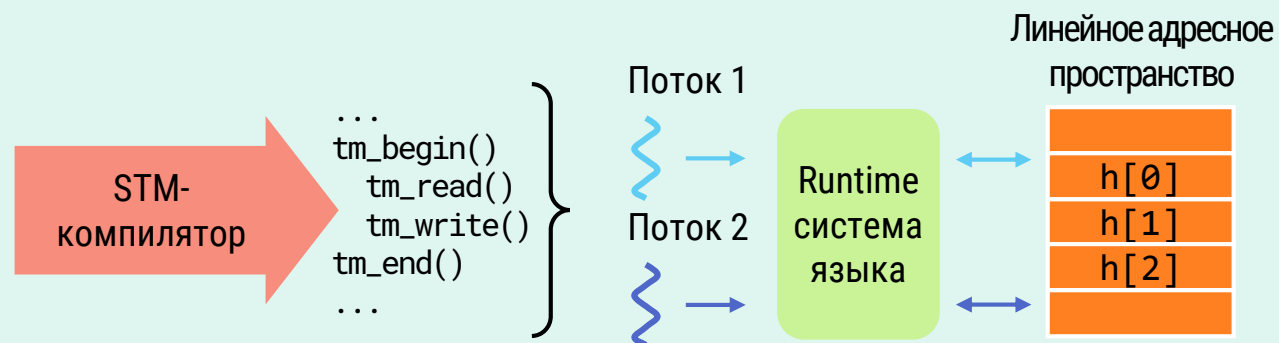 STM-
компилятор
...
tm_begin()
tm_read()
tm_write()
tm_end()
...
Поток 1
Поток 2
Runtime
система
языка
Линейное адресное
пространство
h[0]
h[1]
h[2]